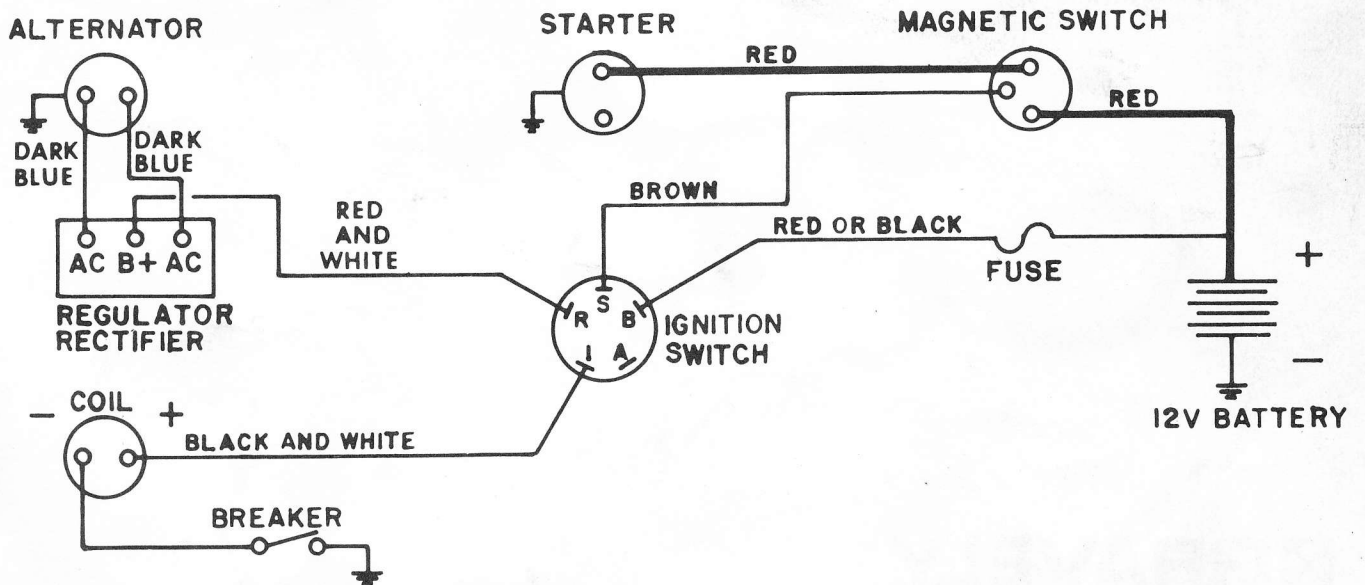 ALTERNATOR
STARTER
MAGNETIC SWITCH
RED
RED
DARK
BLUE
DARK
BLUE
BROWN
RED
AND
WHITE
RED OR BLACK
FUSE
AC B+ AC
REGULATOR
RECTIFIER
S
R
B
I
A
IGNITION
SWITCH
+
−
12V BATTERY
− COIL +
BLACK AND WHITE
BREAKER